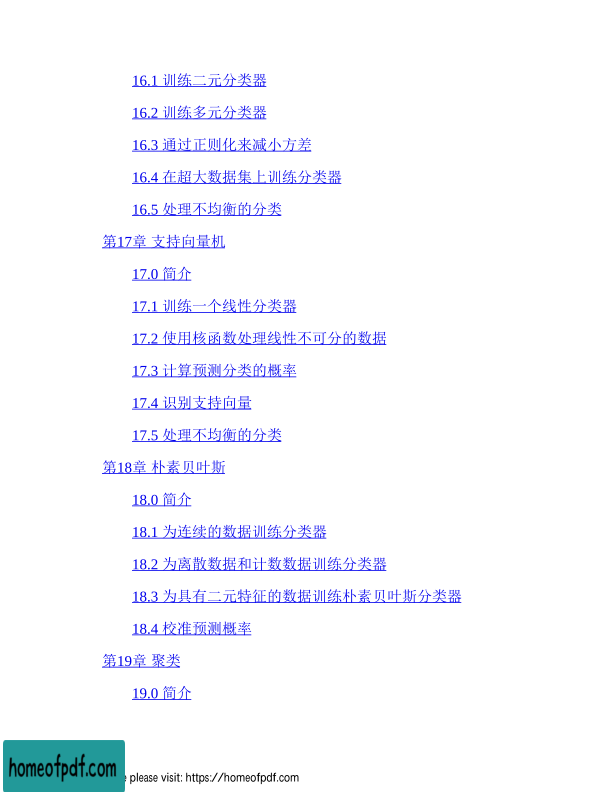 16.1 训练二元分类器
16.2 训练多元分类器
16.3 通过正则化来减小方差
16.4 在超大数据集上训练分类器
16.5 处理不均衡的分类
第17章 支持向量机
17.0 简介
17.1 训练一个线性分类器
17.2 使用核函数处理线性不可分的数据
17.3 计算预测分类的概率
17.4 识别支持向量
17.5 处理不均衡的分类
第18章 朴素贝叶斯
18.0 简介
18.1 为连续的数据训练分类器
18.2 为离散数据和计数数据训练分类器
18.3 为具有二元特征的数据训练朴素贝叶斯分类器
18.4 校准预测概率
第19章 聚类
19.0 简介
homeofpdf.com
please visit: https://homeofpdf.com